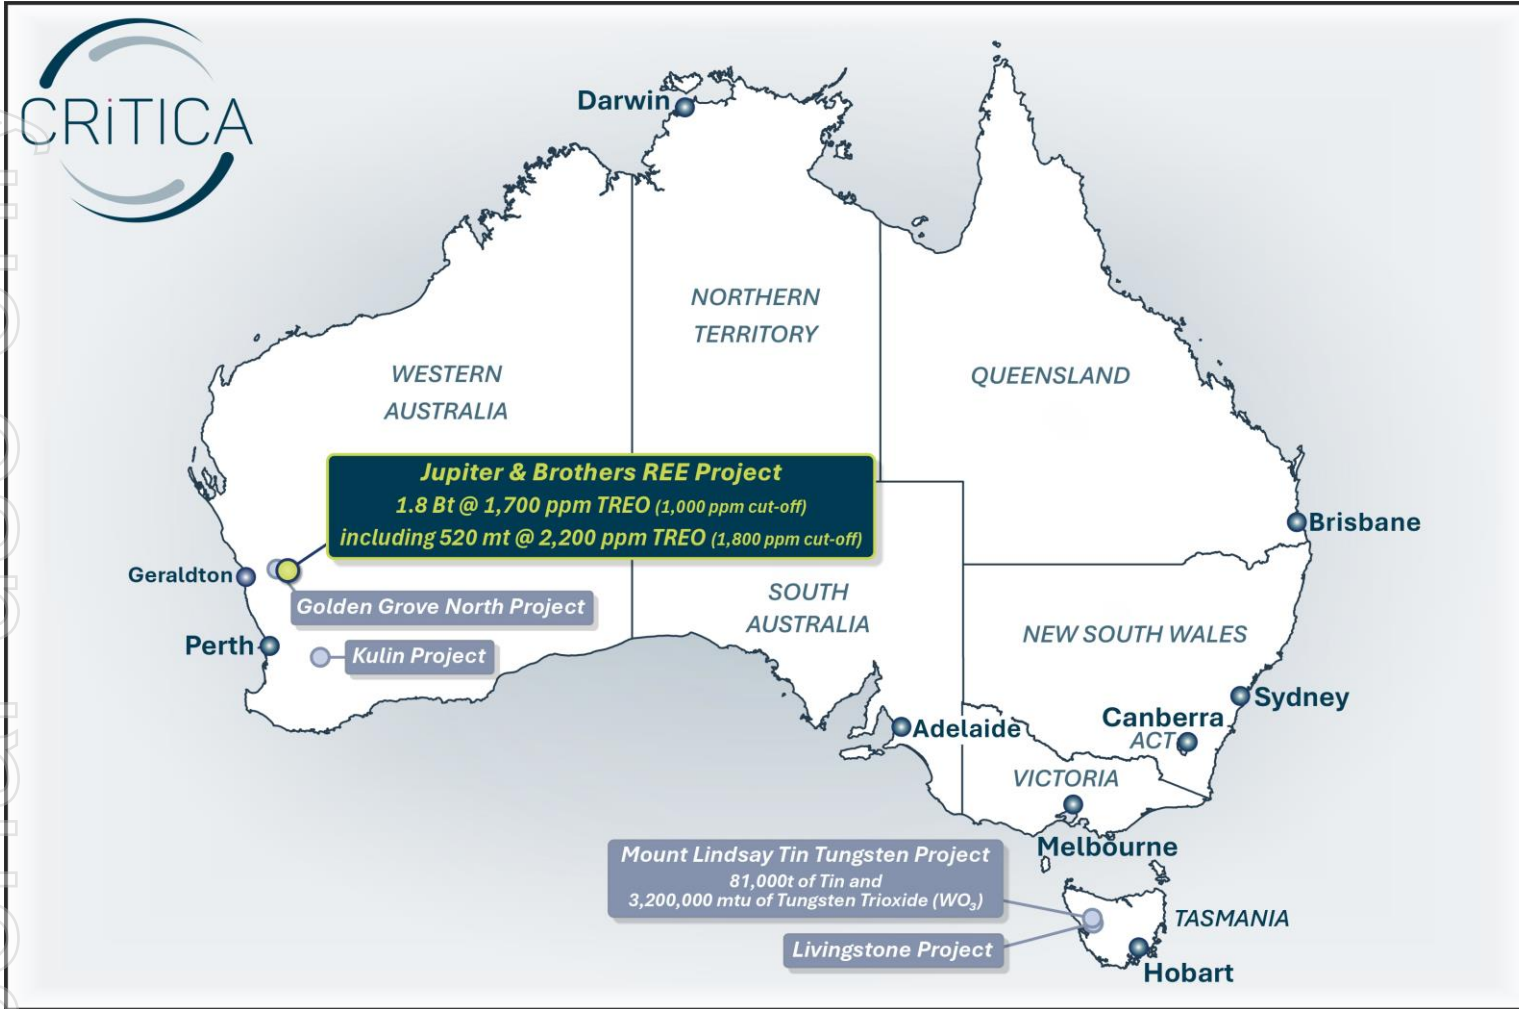 CRiTICA
Darwin
NORTHERN
TERRITORY
WESTERN
AUSTRALIA
QUEENSLAND
Jupiter & Brothers REE Project
1.8 Bt @ 1,700 ppm TREO (1,000 ppm cut-off)
including 520 mt @ 2,200 ppm TREO (1,800 ppm cut-off)
Brisbane
Geraldton
Golden Grove North Project
SOUTH
AUSTRALIA
NEW SOUTH WALES
Perth
Kulin Project
Sydney
Canberra
ACT
Adelaide
VICTORIA
Melbourne
Mount Lindsay Tin Tungsten Project
81,000t of Tin and
3,200,000 mtu of Tungsten Trioxide (WO₃)
TASMANIA
Livingstone Project
Hobart